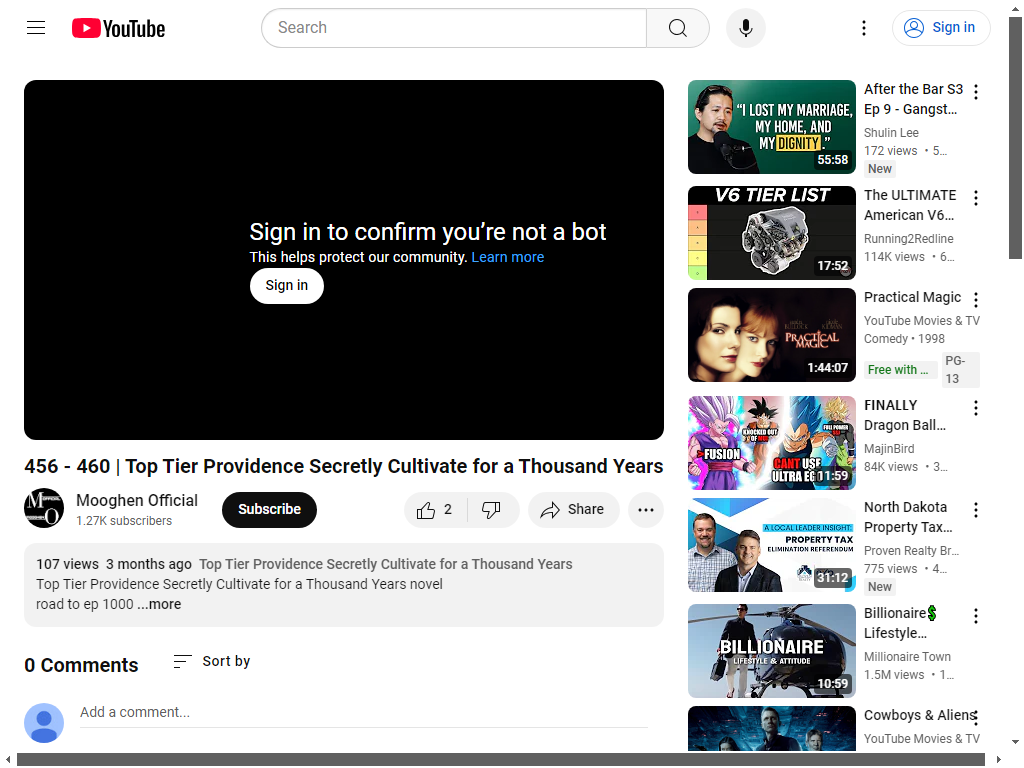 YouTube
Search
Sign in
Sign in to confirm you're not a bot
This helps protect our community. Learn more
Sign in
456 - 460 | Top Tier Providence Secretly Cultivate for a Thousand Years
Mooghen Official
1.27K subscribers
Subscribe
2
Share
107 views 3 months ago Top Tier Providence Secretly Cultivate for a Thousand Years
Top Tier Providence Secretly Cultivate for a Thousand Years novel
road to ep 1000 ...more
0 Comments
Sort by
Add a comment...
"I LOST MY MARRIAGE,
MY HOME, AND
MY DIGNITY."
55:58
After the Bar S3
Ep 9 - Gangst...
Shulin Lee
172 views • 5...
New
V6 TIER LIST
17:52
The ULTIMATE
American V6...
Running2Redline
114K views • 6...
PRACTICAL
MAGIC
1:44:07
Practical Magic
YouTube Movies & TV
Comedy • 1998
Free with ...
PG-
13
FUSION
KNOCKED OUT
OF MUI
CANT USE
ULTRA EGO
FULL POWER
11:59
FINALLY
Dragon Ball...
MajinBird
84K views • 3...
A LOCAL LEADER INSIGHT:
PROPERTY TAX
ELIMINATION REFERENDUM
31:12
North Dakota
Property Tax...
Proven Realty Br...
775 views • 4...
New
BILLIONAIRE
LIFESTYLE & ATTITUDE
10:59
Billionaire💲
Lifestyle...
Millionaire Town
1.5M views • 1...
Cowboys & Aliens
YouTube Movies & TV